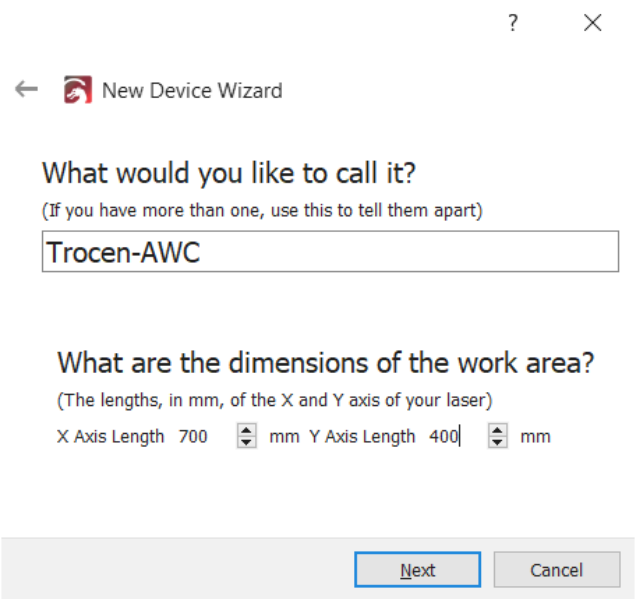 ?
New Device Wizard
What would you like to call it?
(If you have more than one, use this to tell them apart)
Trocen-AWC
What are the dimensions of the work area?
(The lengths, in mm, of the X and Y axis of your laser)
X Axis Length 700 mm Y Axis Length 400 mm
Next Cancel